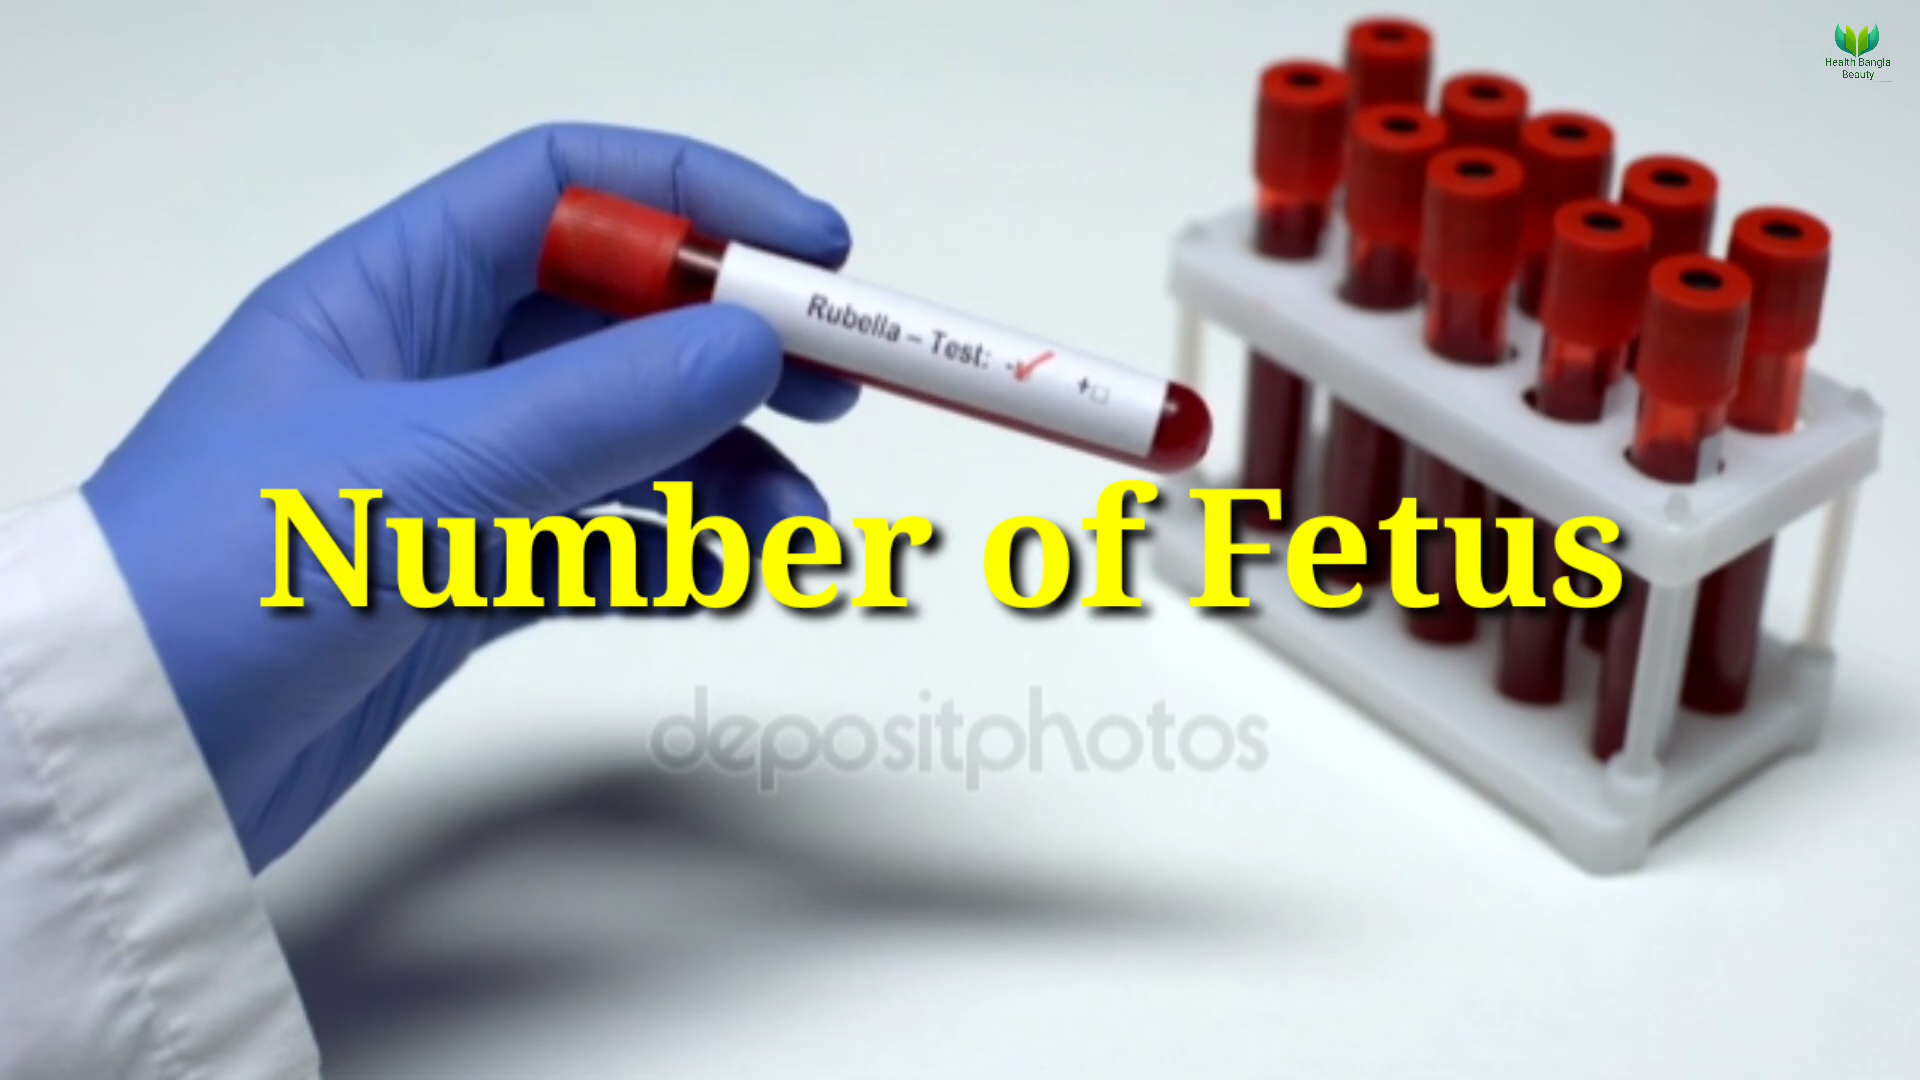 Health Bangla
Beauty
Rubella – Test: -✓ +□
Number of Fetus
depositphotos